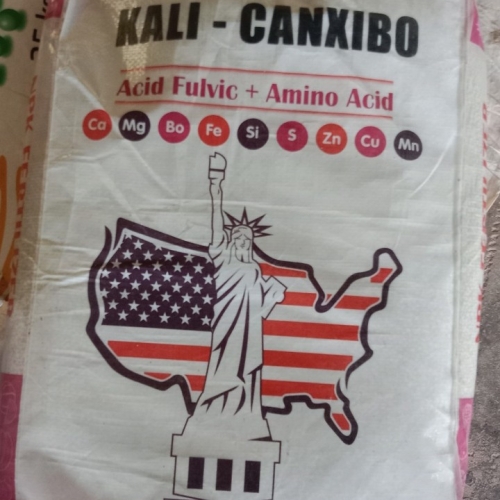 KALI - CANXIBO
Acid Fulvic + Amino Acid
Ca Mg Bo Fe Si S Zn Cu Mn